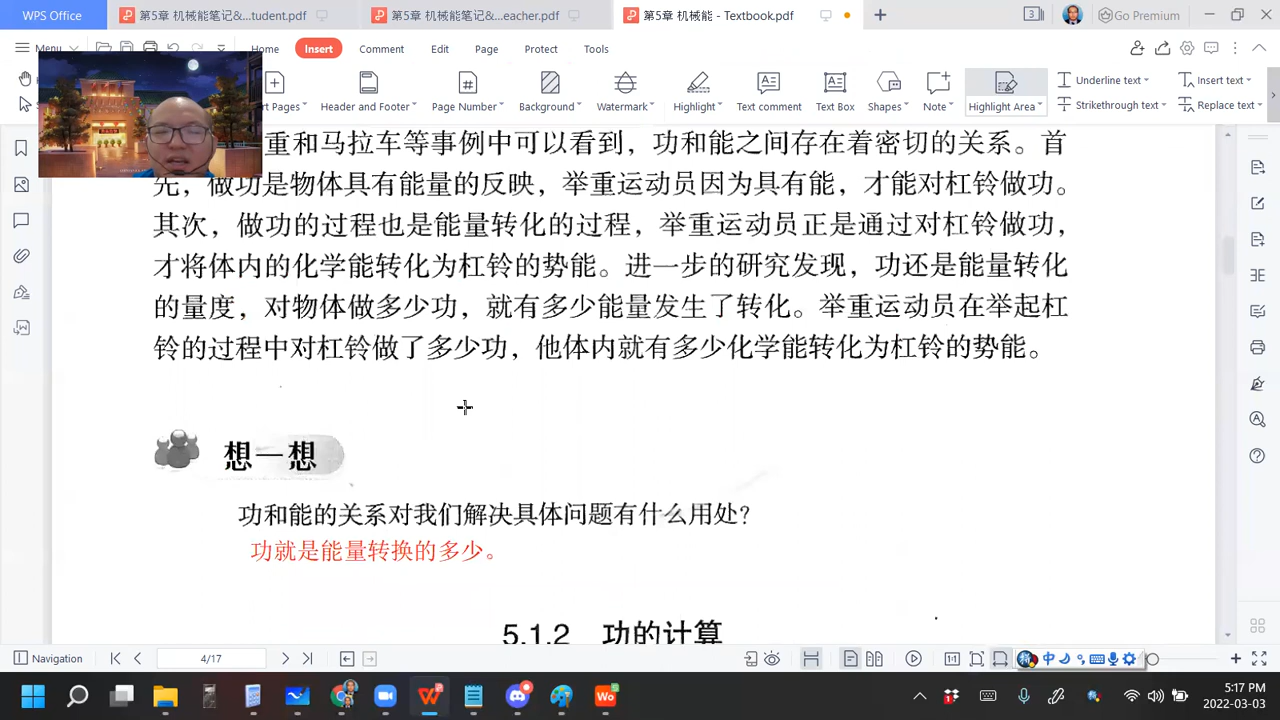 WPS Office
第5章 机械能笔记&...tudent.pdf
第5章 机械能笔记&...eacher.pdf
第5章 机械能 - Textbook.pdf
3
Go Premium
Menu
Home
Insert
Comment
Edit
Page
Protect
Tools
Pages
Header and Footer
Page Number
Background
Watermark
Highlight
Text comment
Text Box
Shapes
Note
Highlight Area
Underline text
Strikethrough text
Insert text
Replace text
重和马拉车等事例中可以看到，功和能之间存在着密切的关系。首
先，做功是物体具有能量的反映，举重运动员因为具有能，才能对杠铃做功。
其次，做功的过程也是能量转化的过程，举重运动员正是通过对杠铃做功，
才将体内的化学能转化为杠铃的势能。进一步的研究发现，功还是能量转化
的量度，对物体做多少功，就有多少能量发生了转化。举重运动员在举起杠
铃的过程中对杠铃做了多少功，他体内就有多少化学能转化为杠铃的势能。
想一想
功和能的关系对我们解决具体问题有什么用处?
功就是能量转换的多少。
5.1.2 功的计算
Navigation
4/17
中
5:17 PM
2022-03-03